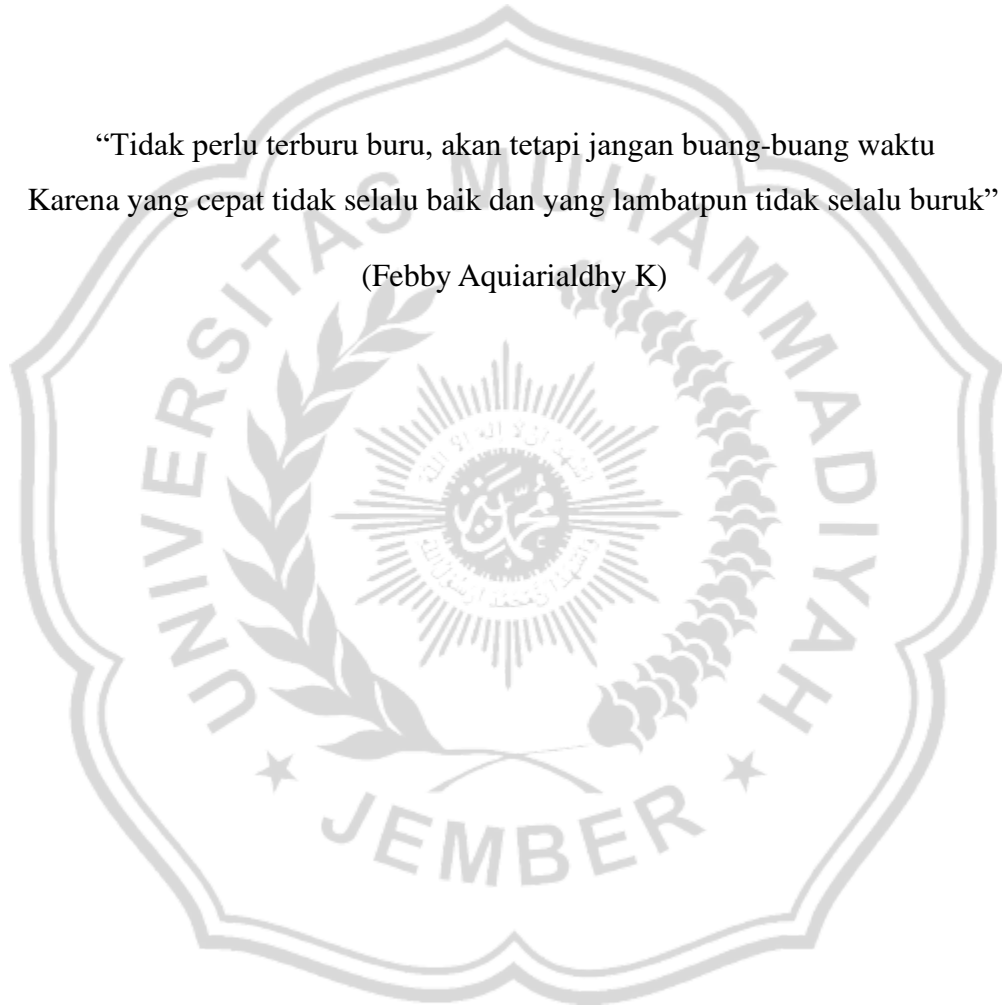 “Tidak perlu terburu buru, akan tetapi jangan buang-buang waktu
Karena yang cepat tidak selalu baik dan yang lambatpun tidak selalu buruk”
(Febby Aquiarialdhy K)
UNIVERSITAS MUHAMMADIYAH
JEMBER